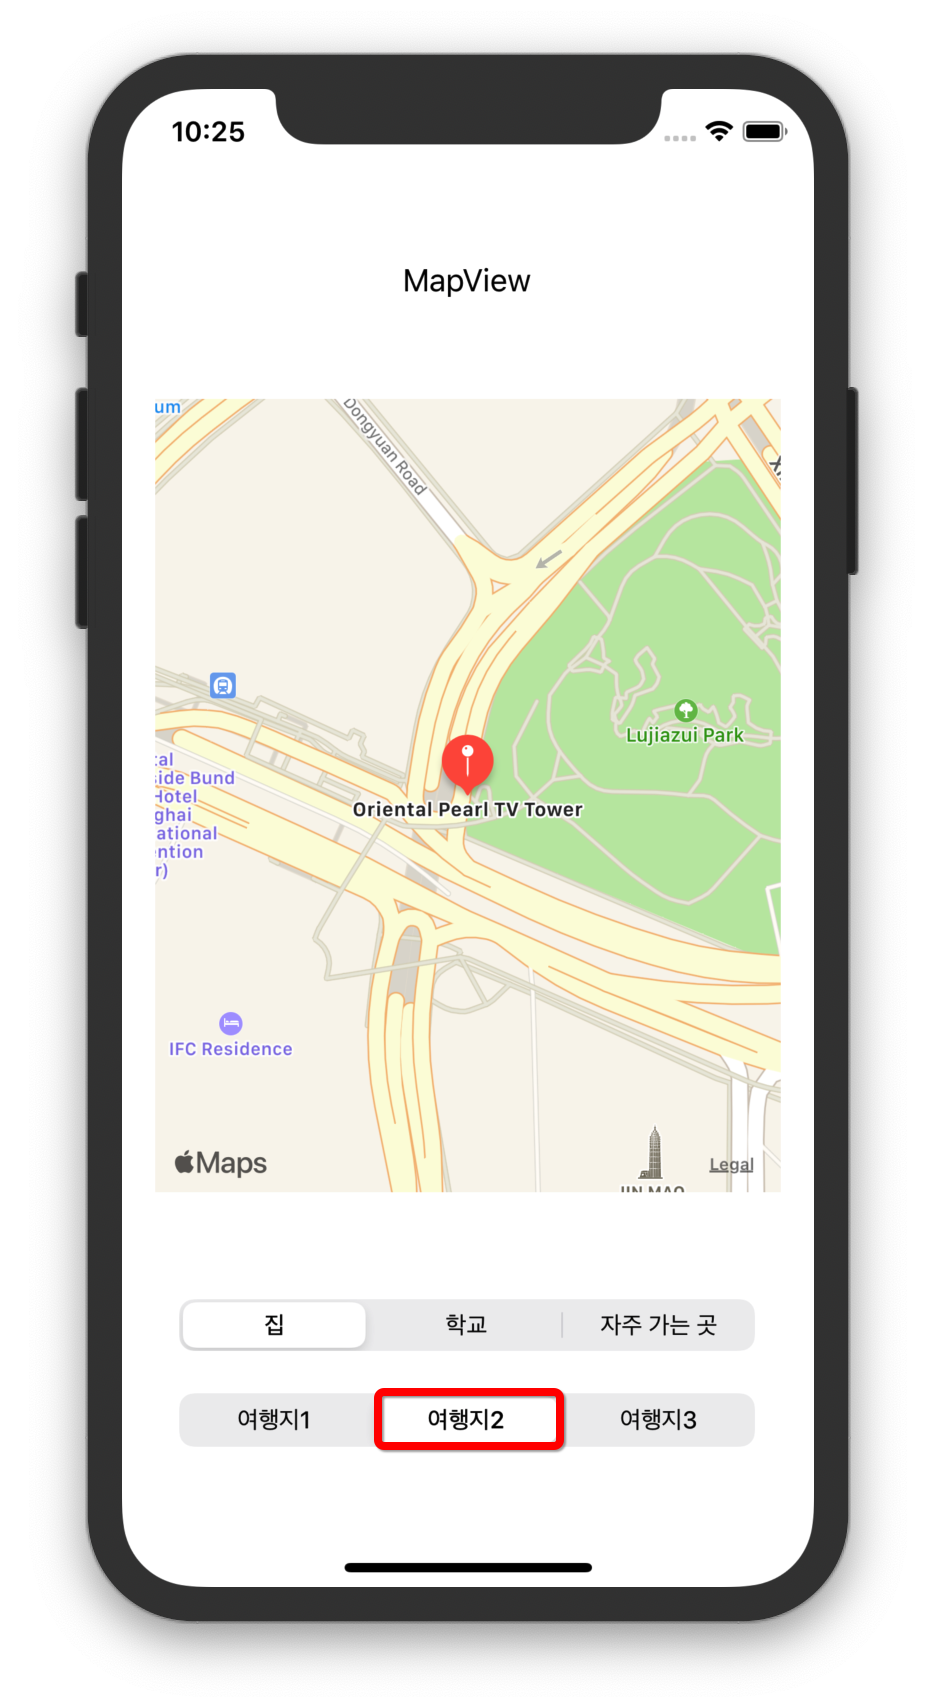 10:25
MapView
um
Dongyuan Road
Lujiazui Park
:al
side Bund
Hotel
ghai
ational
ention
r)
Oriental Pearl TV Tower
IFC Residence
Maps
JIN MAO
Legal
집
학교
자주 가는 곳
여행지1
여행지2
여행지3